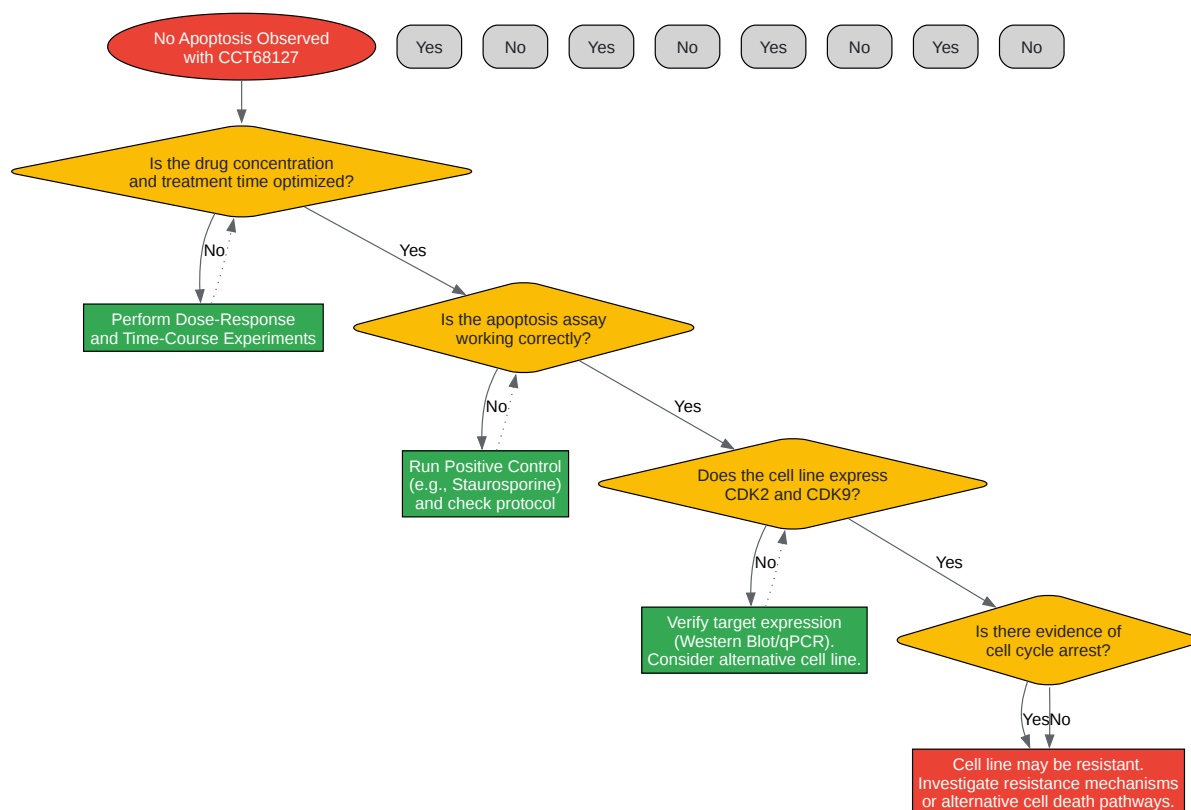 No Apoptosis Observed
with CCT68127
Yes
No
Yes
No
Yes
No
Yes
No
Is the drug concentration
and treatment time optimized?
No
Yes
Perform Dose-Response
and Time-Course Experiments
Is the apoptosis assay
working correctly?
No
Yes
Run Positive Control
(e.g., Staurosporine)
and check protocol
Does the cell line express
CDK2 and CDK9?
No
Yes
Verify target expression
(Western Blot/qPCR).
Consider alternative cell line.
Is there evidence of
cell cycle arrest?
Yes
No
Cell line may be resistant.
Investigate resistance mechanisms
or alternative cell death pathways.